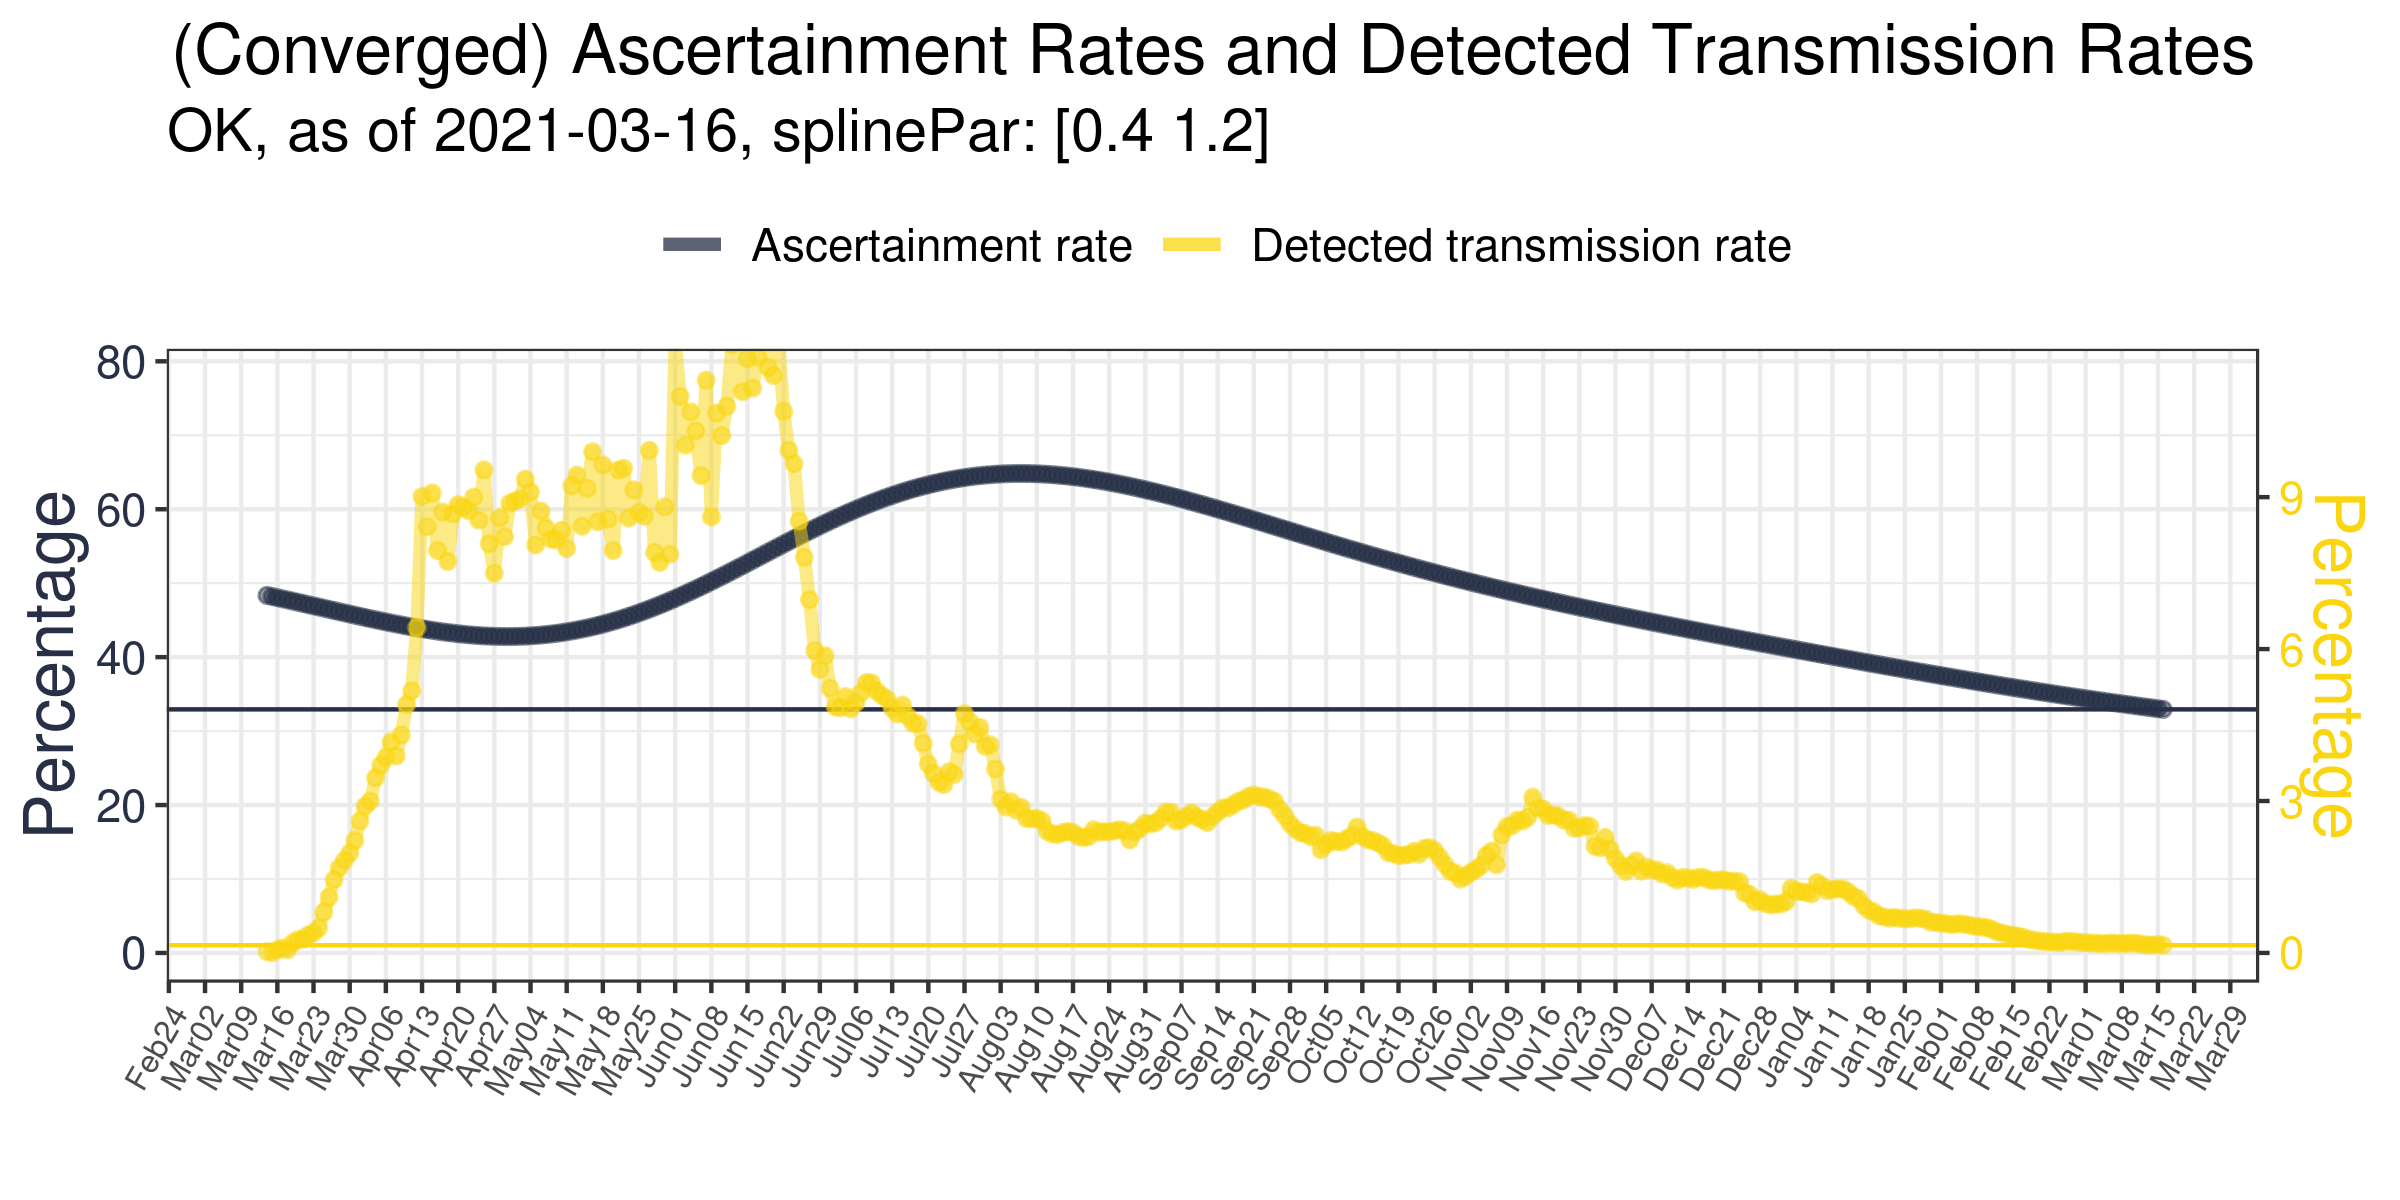 (Converged) Ascertainment Rates and Detected Transmission Rates
OK, as of 2021-03-16, splinePar: [0.4 1.2]
Ascertainment rate
Detected transmission rate
Percentage
80
60
40
20
0
9
6
3
0
Percentage
Feb24
Mar02
Mar09
Mar16
Mar23
Mar30
Apr06
Apr13
Apr20
Apr27
May04
May11
May18
May25
Jun01
Jun08
Jun15
Jun22
Jun29
Jul06
Jul13
Jul20
Jul27
Aug03
Aug10
Aug17
Aug24
Aug31
Sep07
Sep14
Sep21
Sep28
Oct05
Oct12
Oct19
Oct26
Nov02
Nov09
Nov16
Nov23
Nov30
Dec07
Dec14
Dec21
Dec28
Jan04
Jan11
Jan18
Jan25
Feb01
Feb08
Feb15
Feb22
Mar01
Mar08
Mar15
Mar22
Mar29